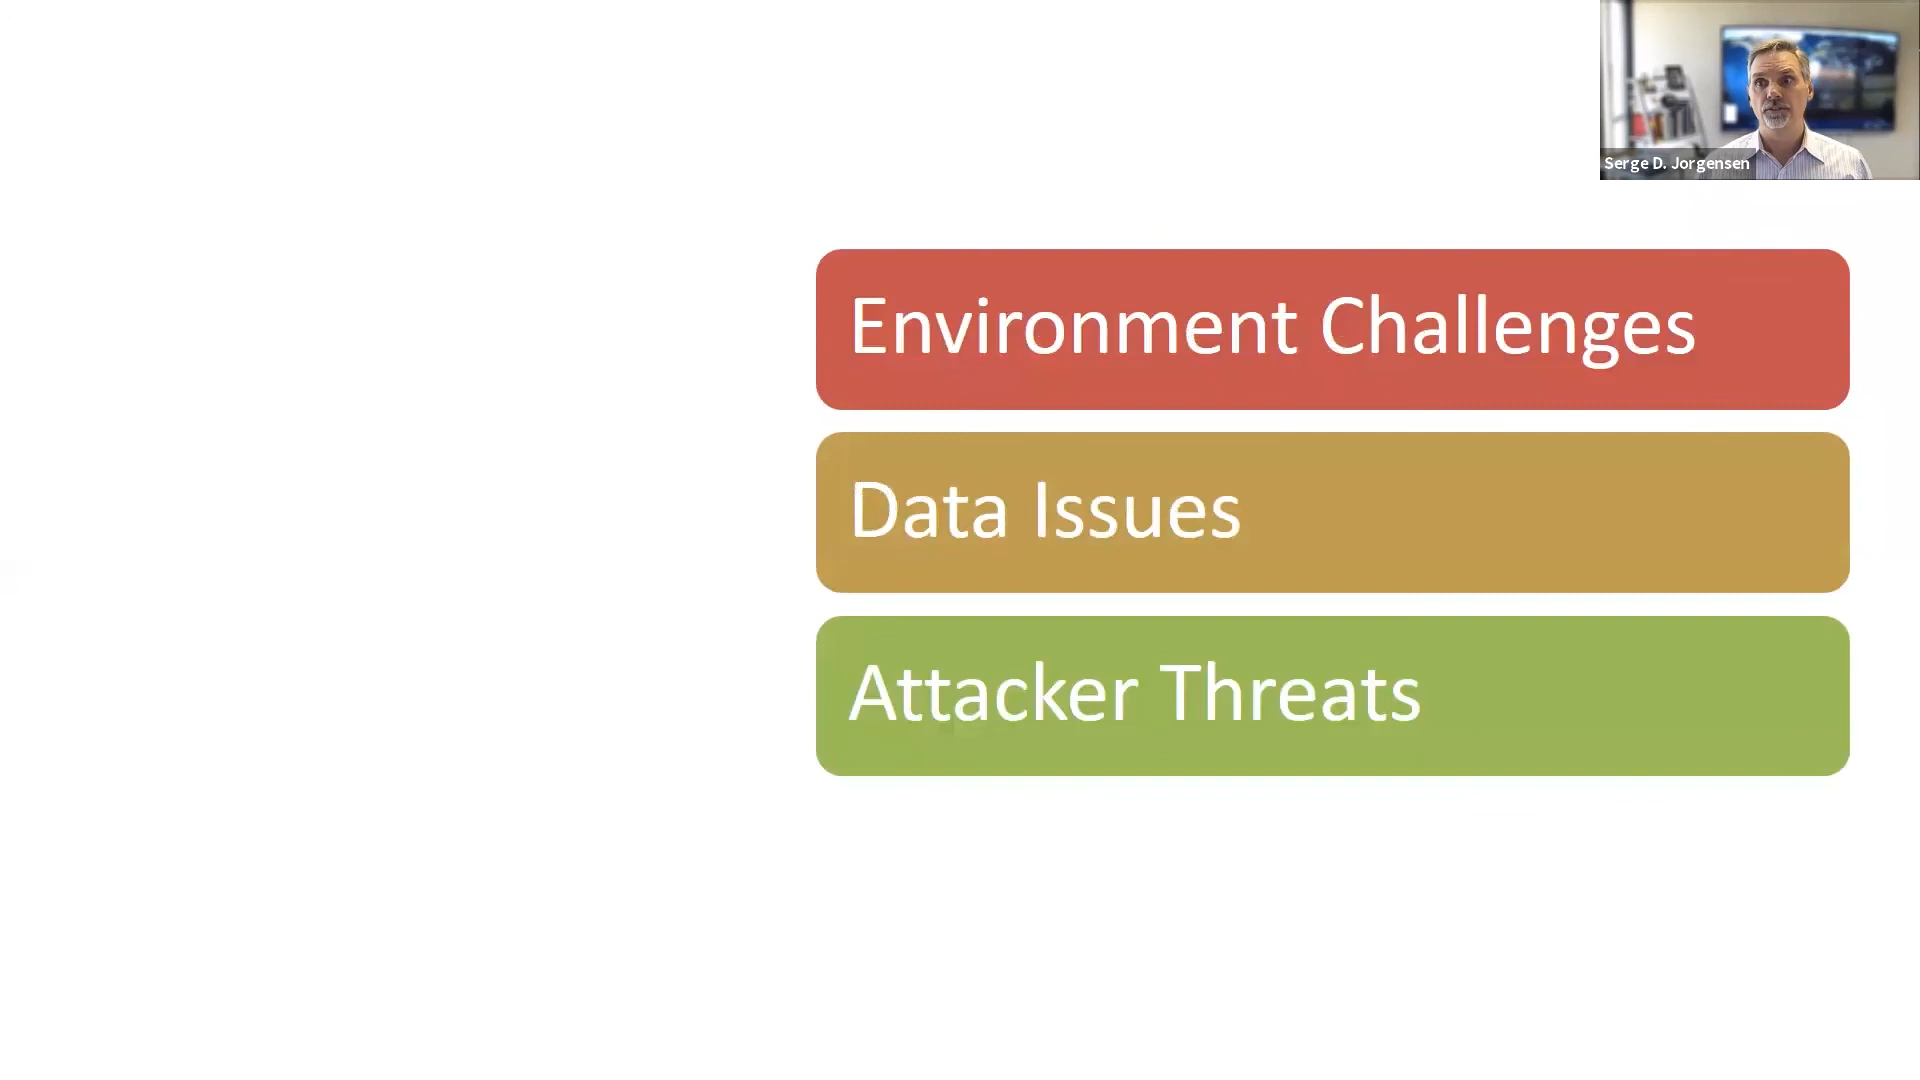 Serge D. Jorgensen
Environment Challenges
Data Issues
Attacker Threats